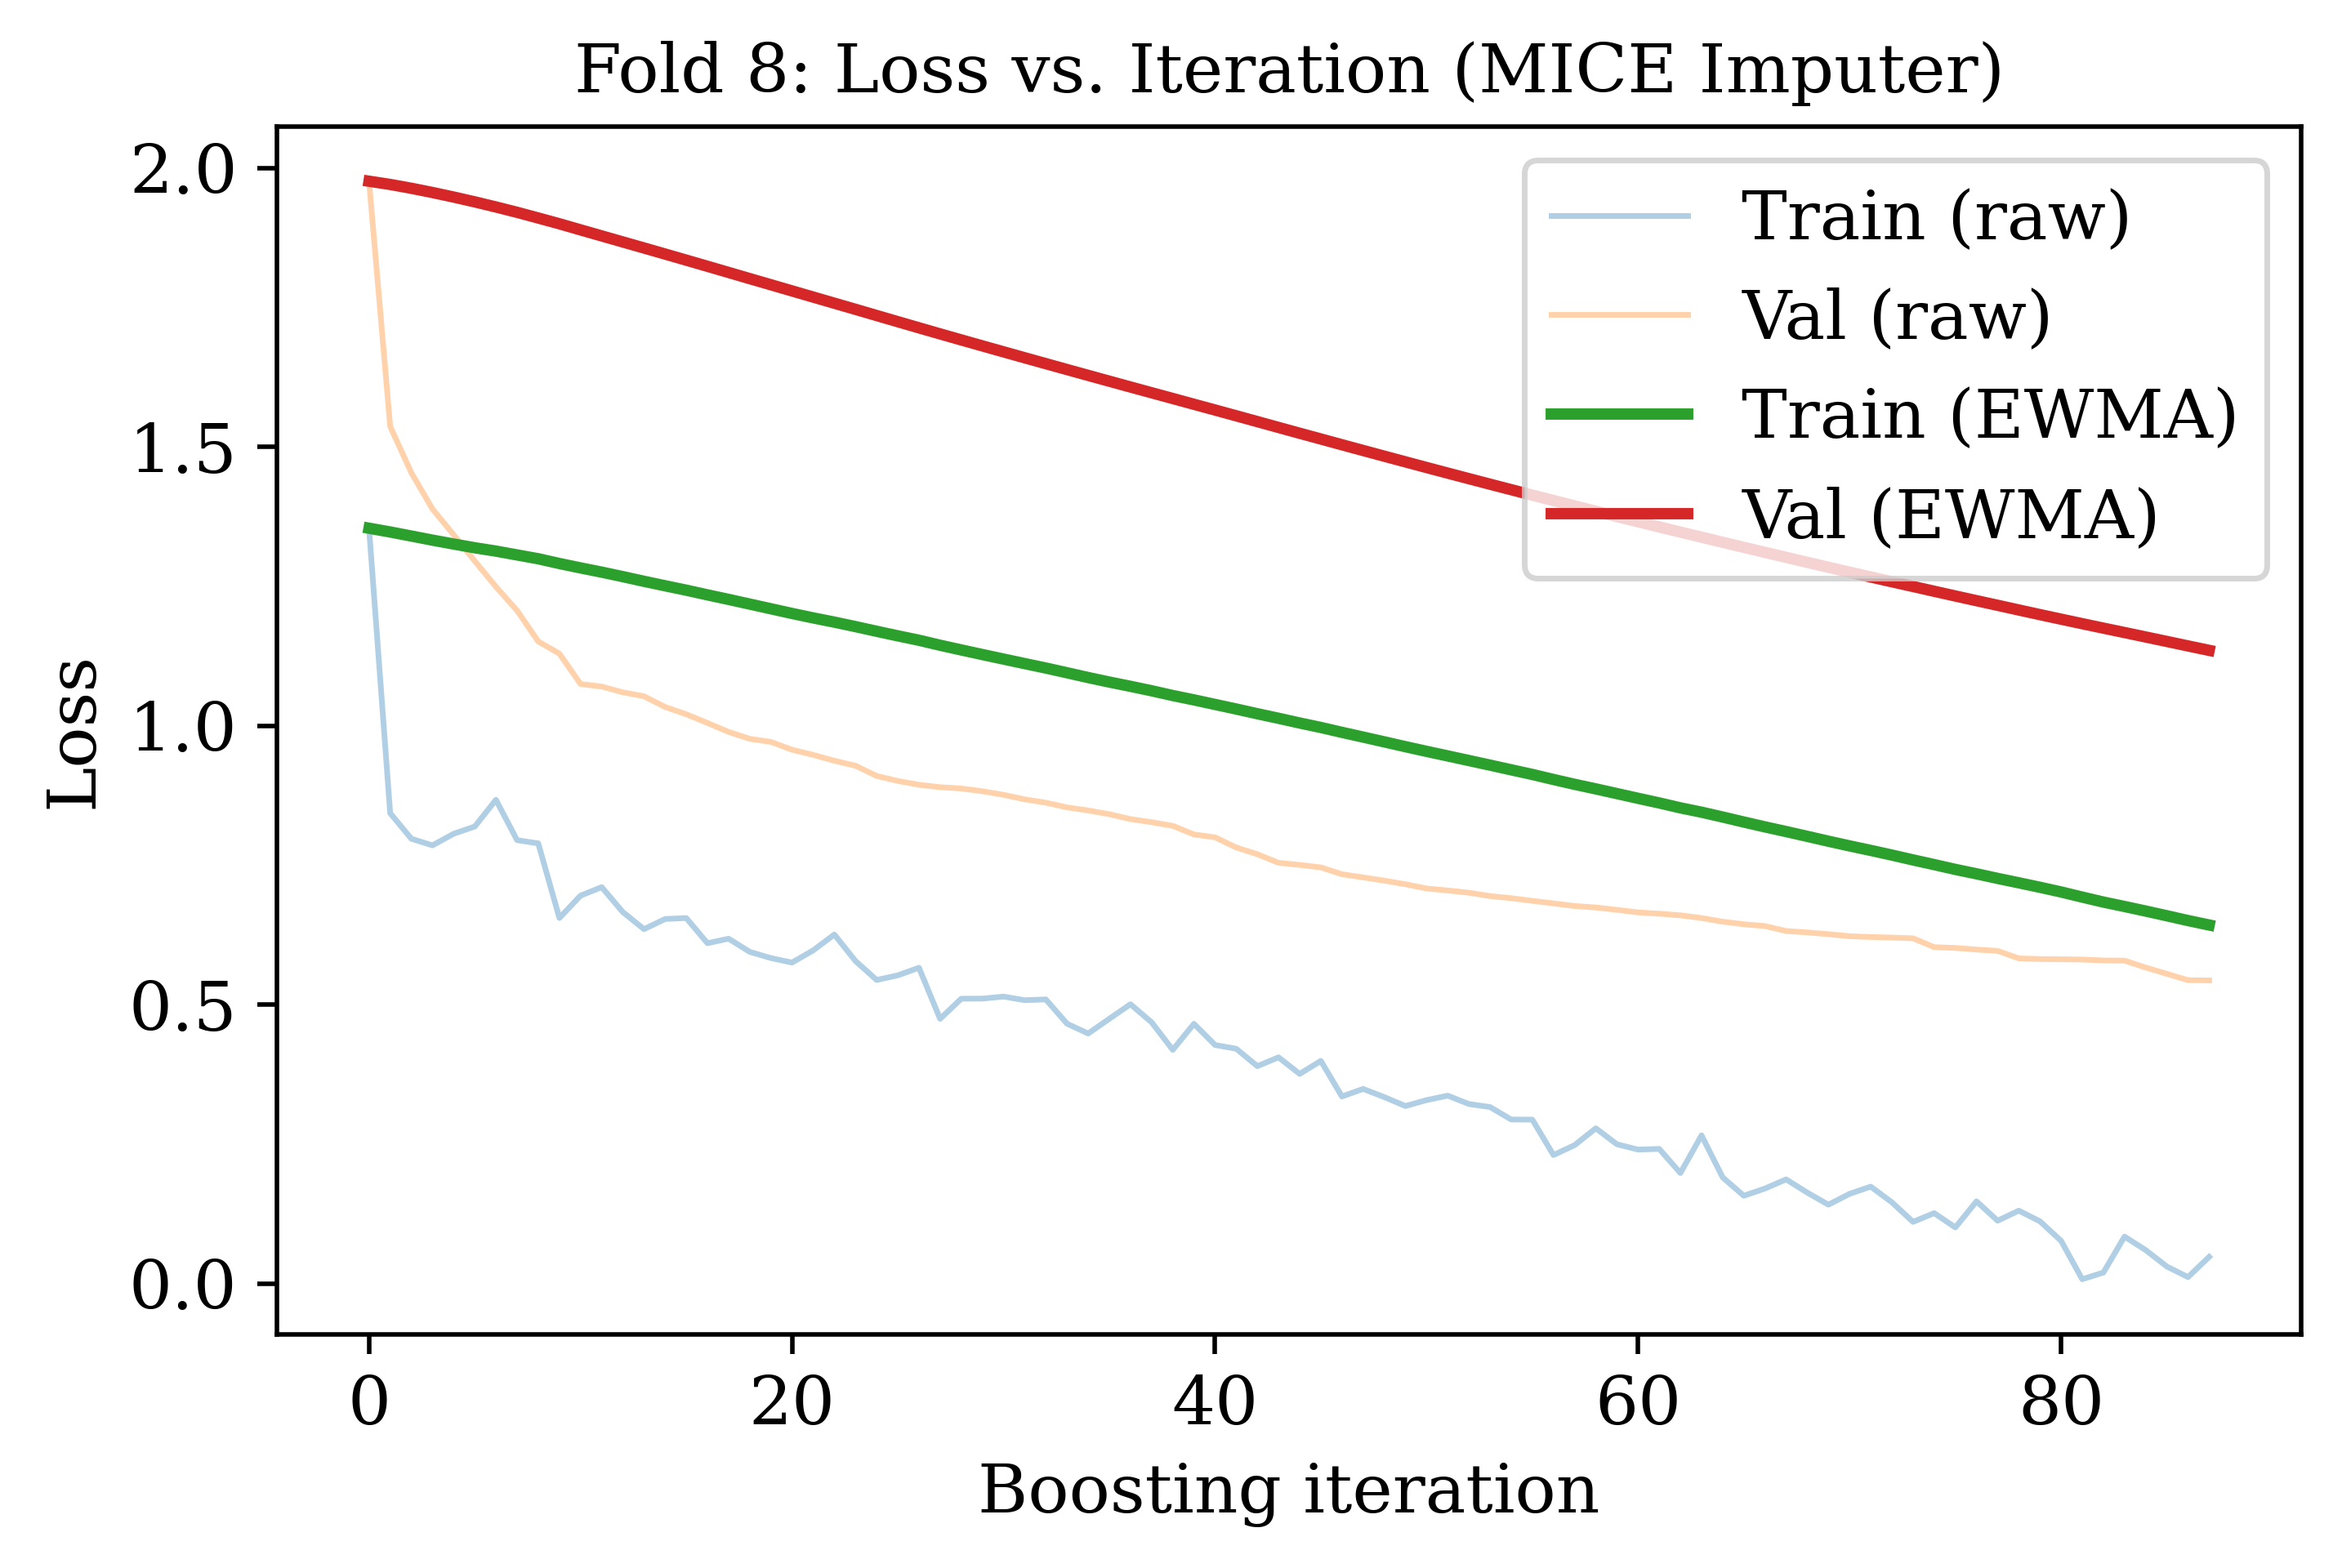 Fold 8: Loss vs. Iteration (MICE Imputer)
2.0
1.5
1.0
0.5
0.0
Loss
Train (raw)
Val (raw)
Train (EWMA)
Val (EWMA)
0 20 40 60 80
Boosting iteration